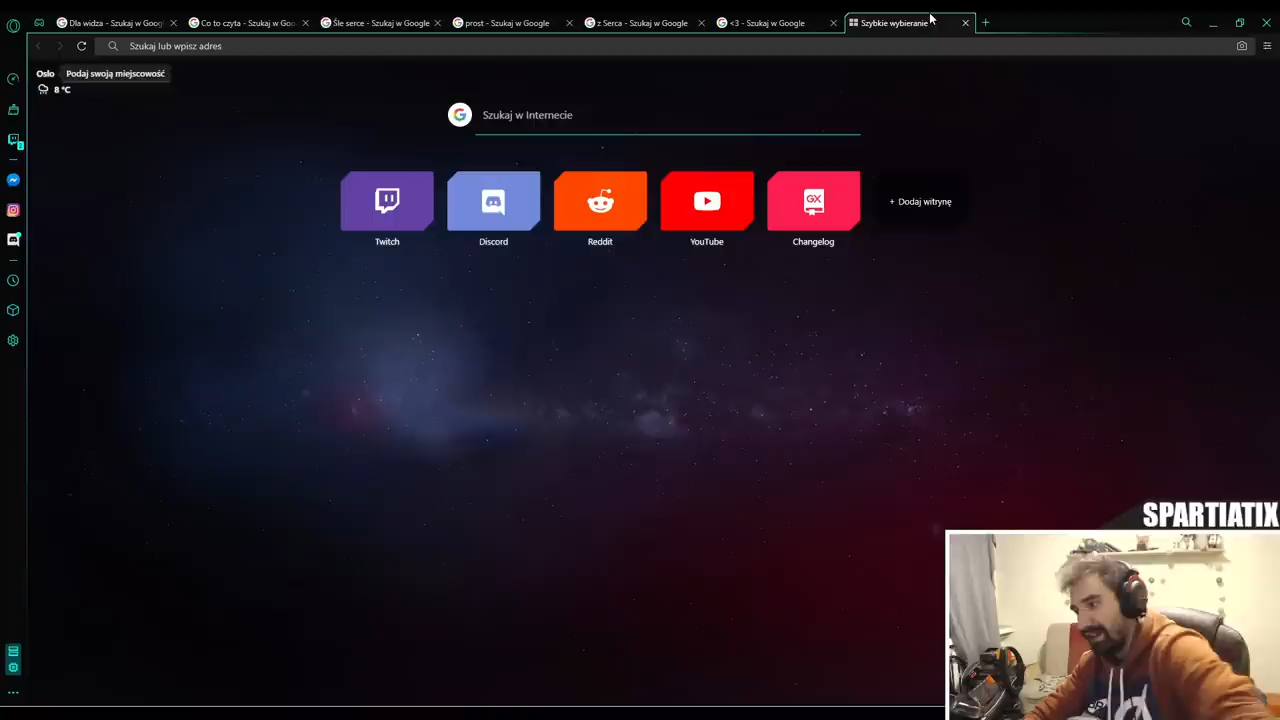 Dla widza - Szukaj w Goog
Co to czyta - Szukaj w Goo
Śle serce - Szukaj w Google
prost - Szukaj w Google
z Serca - Szukaj w Google
<3 - Szukaj w Google
Szybkie wybieranie
Szukaj lub wpisz adres
Oslo
Podaj swoją miejscowość
8 °C
Szukaj w Internecie
GX
+ Dodaj witrynę
Twitch
Discord
Reddit
YouTube
Changelog
SPARTIATIX